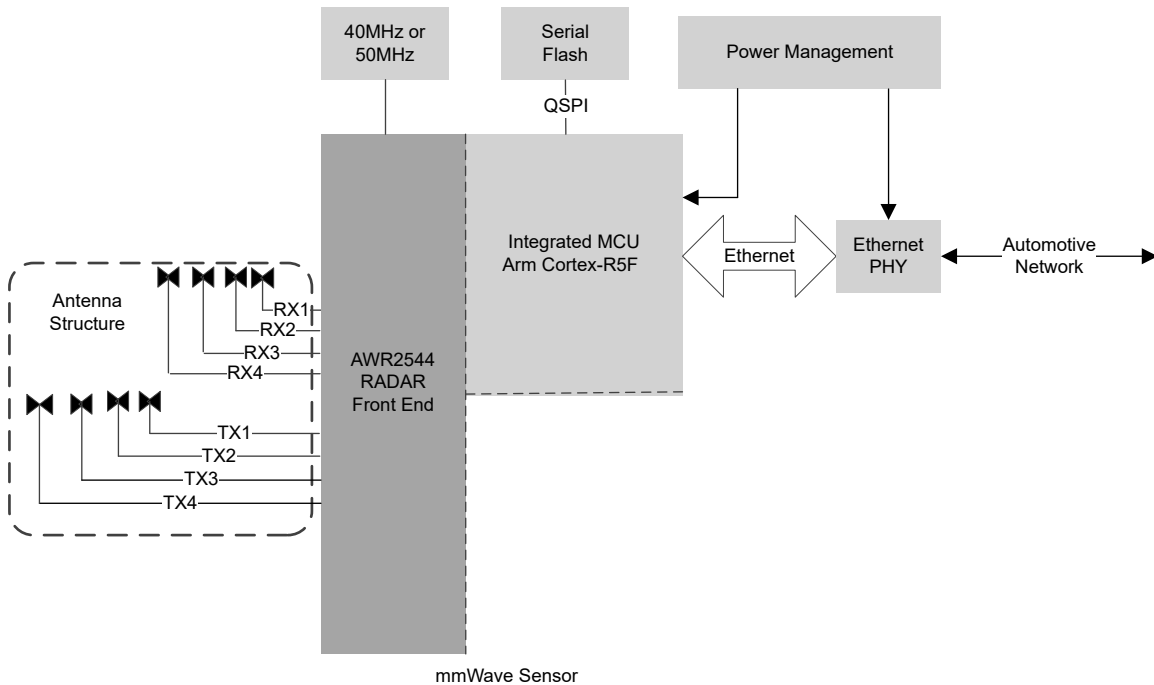 40MHz or
50MHz
Serial
Flash
Power Management
QSPI
Integrated MCU
Arm Cortex-R5F
Ethernet
Ethernet
PHY
Automotive
Network
Antenna
Structure
RX1
RX2
RX3
RX4
AWR2544
RADAR
Front End
TX1
TX2
TX3
TX4
mmWave Sensor